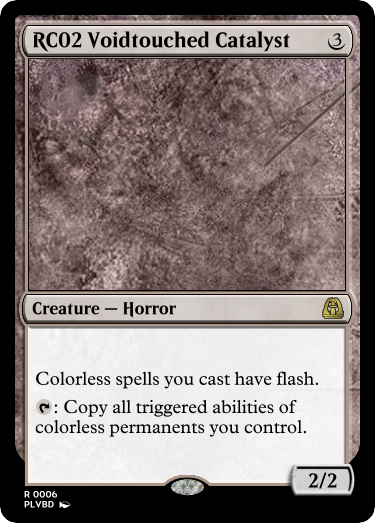 RC02 Voidtouched Catalyst 3
Creature — Horror
Colorless spells you cast have flash.
: Copy all triggered abilities of
colorless permanents you control.
2/2
R 0006
PLVBD